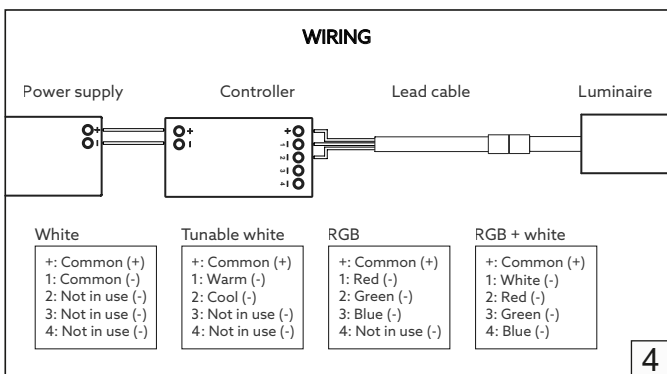 WIRING
Power supply
Controller
Lead cable
Luminaire
+
-
+
-
+
1 -
2 -
3 -
4 -
White
+: Common (+)
1: Common (-)
2: Not in use (-)
3: Not in use (-)
4: Not in use (-)
Tunable white
+: Common (+)
1: Warm (-)
2: Cool (-)
3: Not in use (-)
4: Not in use (-)
RGB
+: Common (+)
1: Red (-)
2: Green (-)
3: Blue (-)
4: Not in use (-)
RGB + white
+: Common (+)
1: White (-)
2: Red (-)
3: Green (-)
4: Blue (-)
4